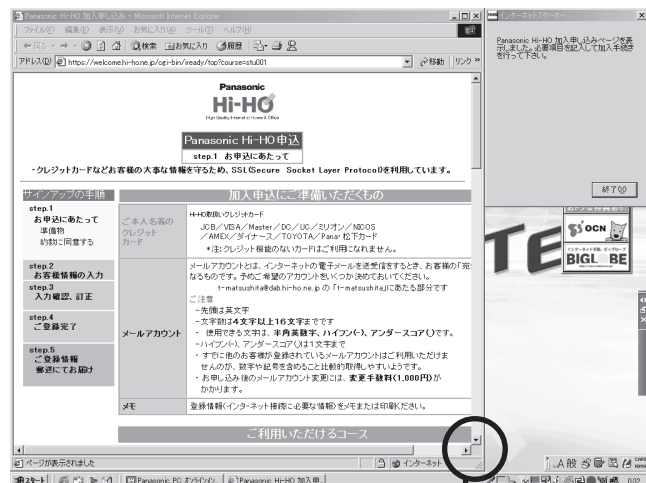 Panasonic Hi-HO 加入申し込み - Microsoft Internet Explorer
ファイル(F) 編集(E) 表示(V) お気に入り(A) ツール(T) ヘルプ(H)
戻る
検索 お気に入り 履歴
アドレス(D) https://welcome.hi-ho.ne.jp/cgi-bin/iready/top?course=stu001 移動 リンク »
Panasonic
Hi-HO
High Quality Internet at Home & Office
Panasonic Hi-HO 申込
step.1 お申込にあたって
・クレジットカードなどお客様の大事な情報を守るため、SSL(Secure Socket Layer Protocol)を利用しています。
サインアップの手順
step.1
お申込にあたって
準備物
約款に同意する
step.2
お客様情報の入力
step.3
入力確認、訂正
step.4
ご登録完了
step.5
ご登録情報
郵送にてお届け
加入申込にご準備いただくもの
ご本人名義の
クレジット
カード
Hi-HO取扱いクレジットカード
JCB/VISA/Master/DC/UC/ミリオン/NICOS
/AMEX/ダイナース/TOYOTA/Pana・松下カード
*注:クレジット機能のないカードはご利用になれません。
メールアカウント
メールアカウントとは、インターネットの電子メールを送受信をするとき、お客様の「宛
なるものです。予めご希望のアカウントをいくつか決めておいてください。
t-matsushita@dab.hi-ho.ne.jp の「t-matsushita」にあたる部分です
ご注意
-先頭は英文字
-文字数は4文字以上16文字までです
- 使用できる文字は、半角英数字、ハイフン(-)、アンダースコア(_)です。
-ハイフン(-)、アンダースコア(_)は1文字まで
・すでに他のお客様が登録されているメールアカウントはご利用いただけま
せんのが、数字や記号を含めること比較的取得しやすいようです。
・お申し込み後のメールアカウント変更には、変更手数料(1,000円)が
かかります。
メモ
登録情報(インターネット接続に必要な情報)をメモまたは印刷ください。
ご利用いただけるコース
ページが表示されました
インターネット
インターネットスターター
Panasonic Hi-HO 加入申し込みページを表
示しました。必要項目を記入して加入手続き
を行って下さい。
終了(X)
TE
OCN
BIGLOBE
A 般
CAPS
スタート
Panasonic PC
Panasonic Hi-HO 加入申...